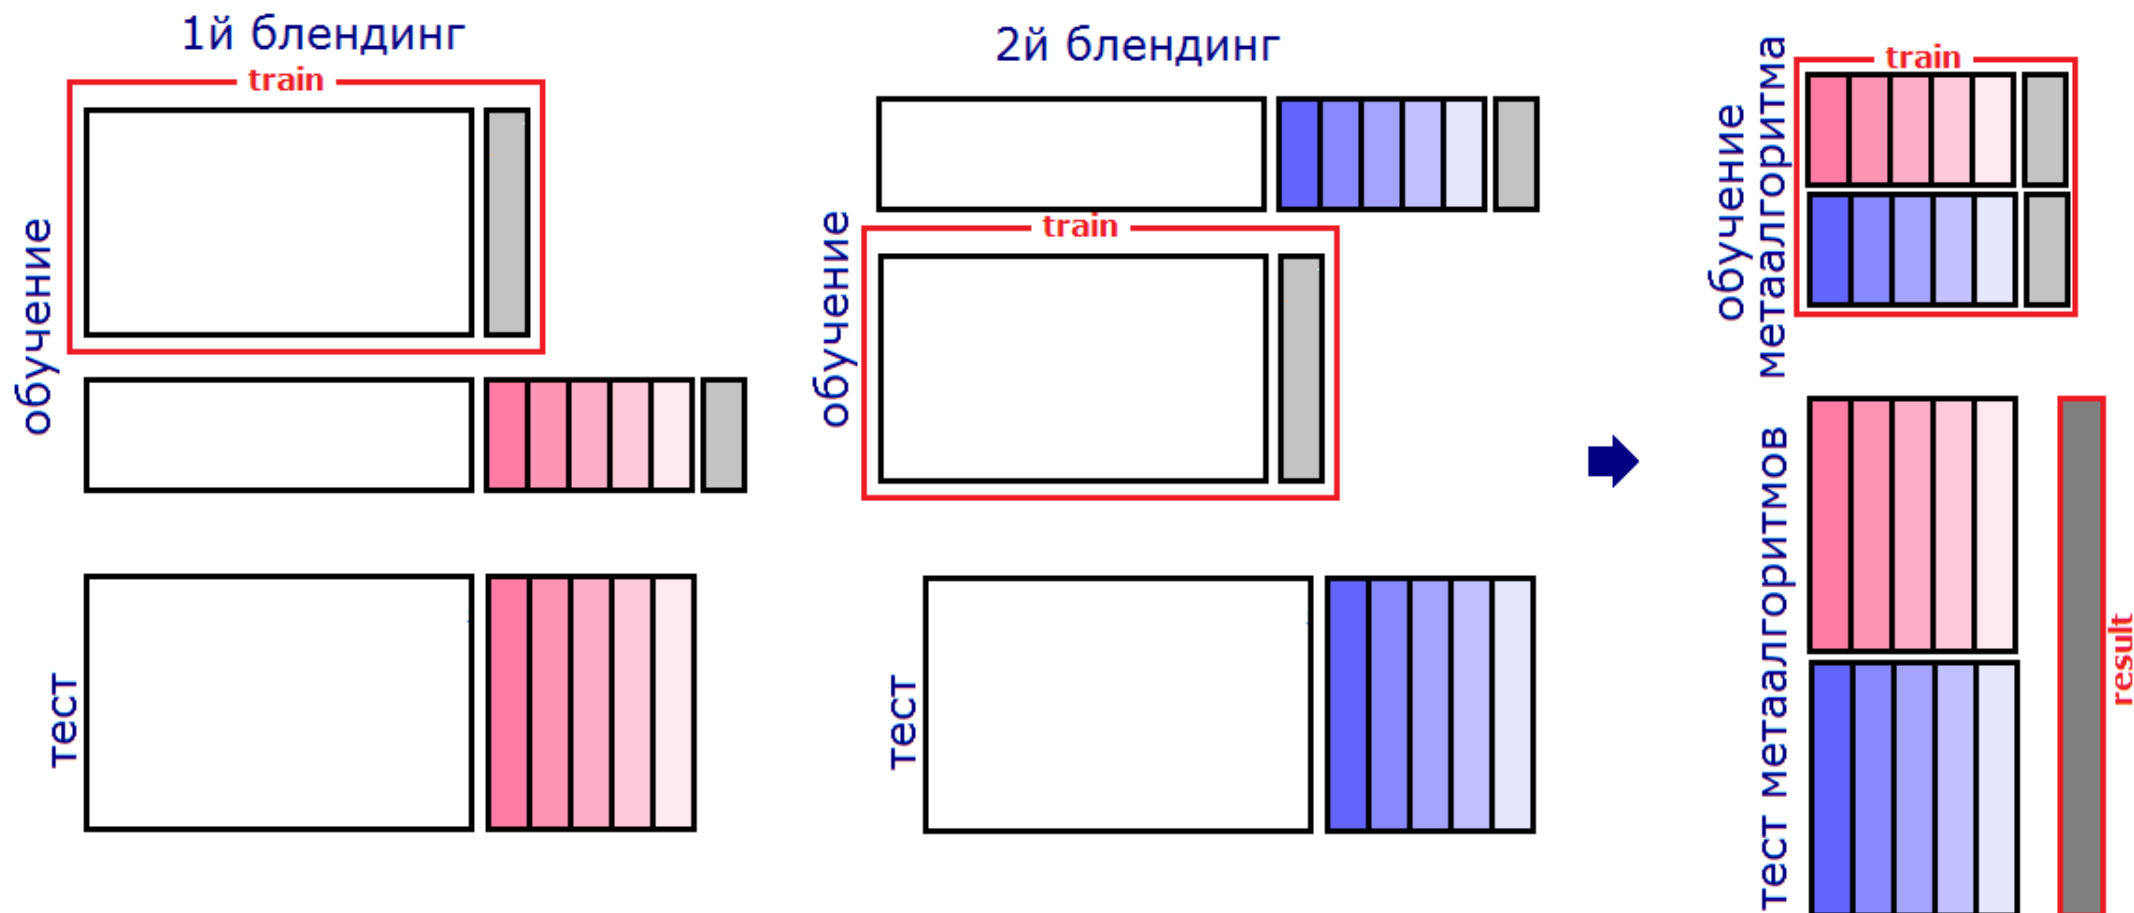 1й блендинг
train
обучение
тест
2й блендинг
train
обучение
тест
train
обучение
метаалгоритма
тест метаалгоритмов
result